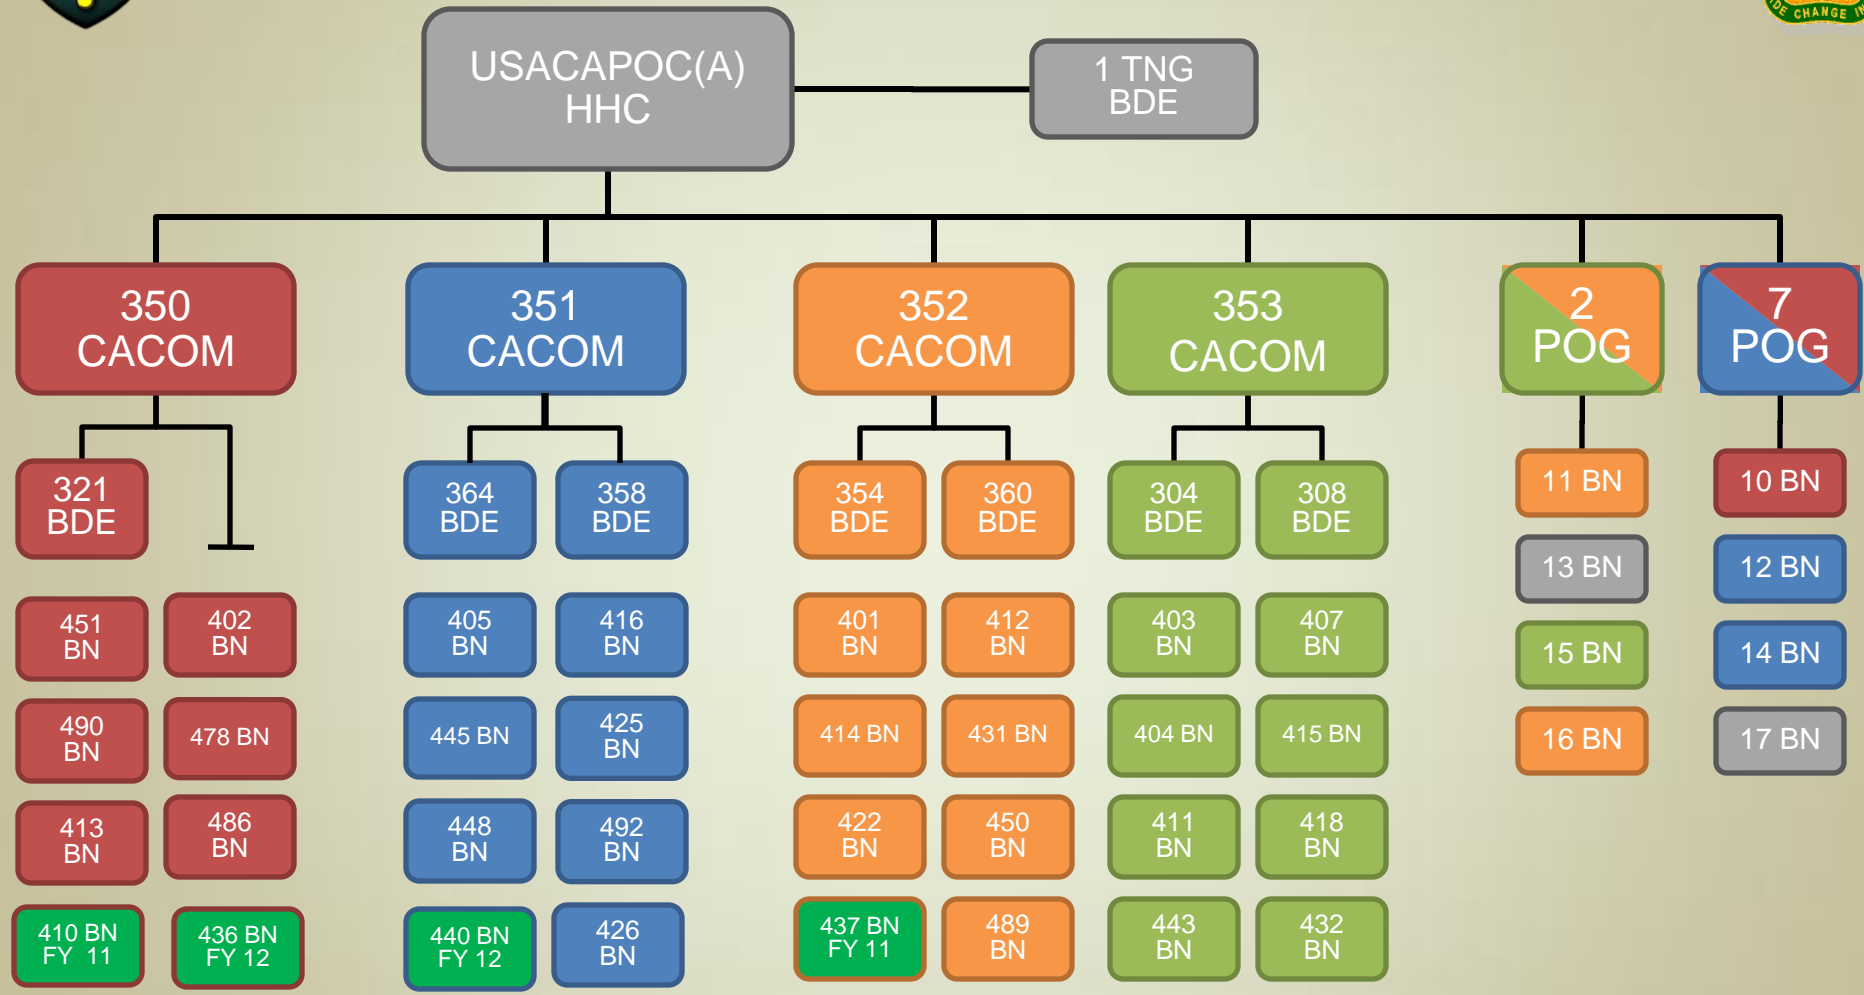 DE CHANGE IN
USACAPOC(A)
HHC
1 TNG
BDE
350
CACOM
351
CACOM
352
CACOM
353
CACOM
2
POG
7
POG
321
BDE
364
BDE
358
BDE
354
BDE
360
BDE
304
BDE
308
BDE
11 BN
10 BN
13 BN
12 BN
451
BN
402
BN
405
BN
416
BN
401
BN
412
BN
403
BN
407
BN
15 BN
14 BN
490
BN
478 BN
445 BN
425
BN
414 BN
431 BN
404 BN
415 BN
16 BN
17 BN
413
BN
486
BN
448
BN
492
BN
422
BN
450
BN
411
BN
418
BN
410 BN
FY 11
436 BN
FY 12
440 BN
FY 12
426
BN
437 BN
FY 11
489
BN
443
BN
432
BN